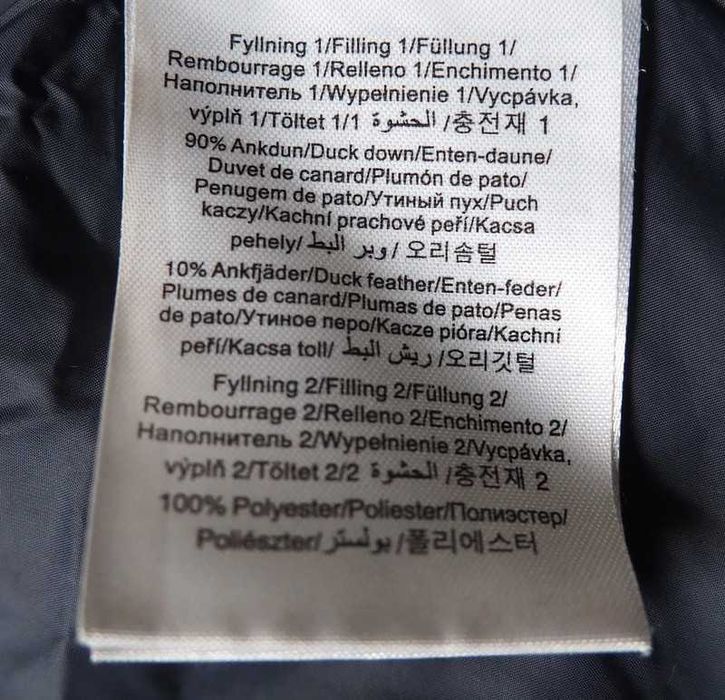 Fyllning 1/Filling 1/Füllung 1/
Rembourrage 1/Relleno 1/Enchimento 1/
Наполнитель 1/Wypełnienie 1/Vycpávka,
výplň 1/Töltet 1/1 الحشوة /충전재 1
90% Ankdun/Duck down/Enten-daune/
Duvet de canard/Plumón de pato/
Penugem de pato/Утиный пух/Puch
kaczy/Kachní prachové peří/Kacsa
pehely/ وبر البط / 오리솜털
10% Ankfjäder/Duck feather/Enten-feder/
Plumes de canard/Plumas de pato/Penas
de pato/Утиное перо/Kacze pióra/Kachní
peří/Kacsa toll/ ريش البط /오리깃털
Fyllning 2/Filling 2/Füllung 2/
Rembourrage 2/Relleno 2/Enchimento 2/
Наполнитель 2/Wypełnienie 2/Vycpávka,
výplň 2/Töltet 2/2 الحشوة /충전재 2
100% Polyester/Poliester/Полиэстер/
Poliészter/ بولستر /폴리에스터